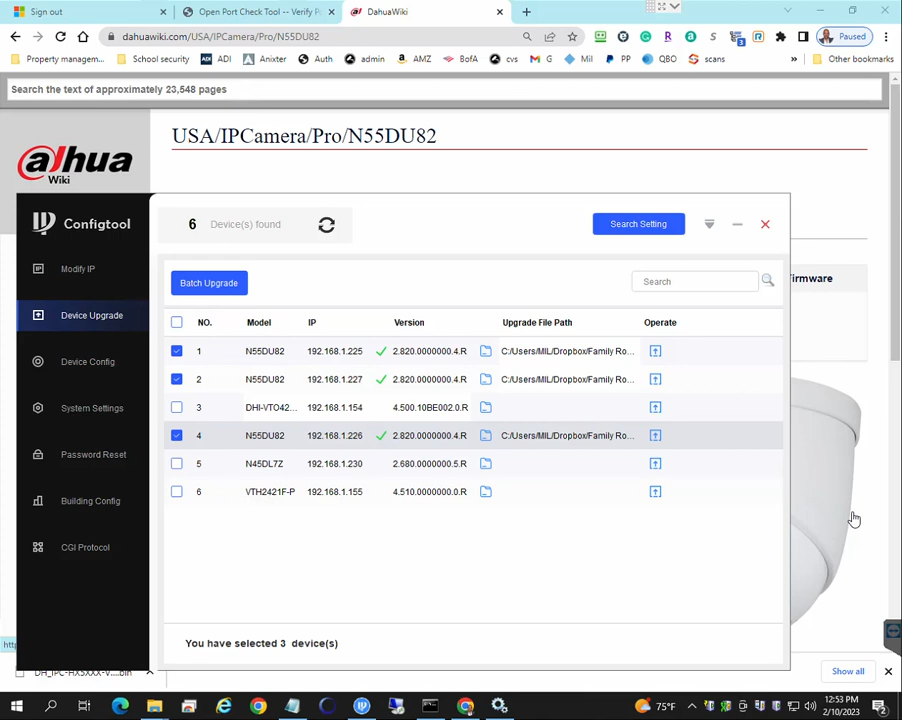 Sign out
Open Port Check Tool -- Verify Po
DahuaWiki
dahuawiki.com/USA/IPCamera/Pro/N55DU82
Paused
Property managem...
School security
ADI
Anixter
Auth
admin
AMZ
BofA
cvs
G
Mil
PP
QBO
scans
Other bookmarks
Search the text of approximately 23,548 pages
alhua
Wiki
USA/IPCamera/Pro/N55DU82
Configtool
6 Device(s) found
Search Setting
irmware
Modify IP
Device Upgrade
Device Config
System Settings
Password Reset
Building Config
CGI Protocol
Batch Upgrade
Search
NO. Model IP Version Upgrade File Path Operate
1 N55DU82 192.168.1.225 2.820.0000000.4.R C:/Users/MIL/Dropbox/Family Ro...
2 N55DU82 192.168.1.227 2.820.0000000.4.R C:/Users/MIL/Dropbox/Family Ro...
3 DHI-VTO42... 192.168.1.154 4.500.10BE002.0.R
4 N55DU82 192.168.1.226 2.820.0000000.4.R C:/Users/MIL/Dropbox/Family Ro...
5 N45DL7Z 192.168.1.230 2.680.0000000.5.R
6 VTH2421F-P 192.168.1.155 4.510.0000000.0.R
You have selected 3 device(s)
htt
DH_IPC-HX5XXX-V....bin
Show all
75°F
12:53 PM
2/10/2023
2